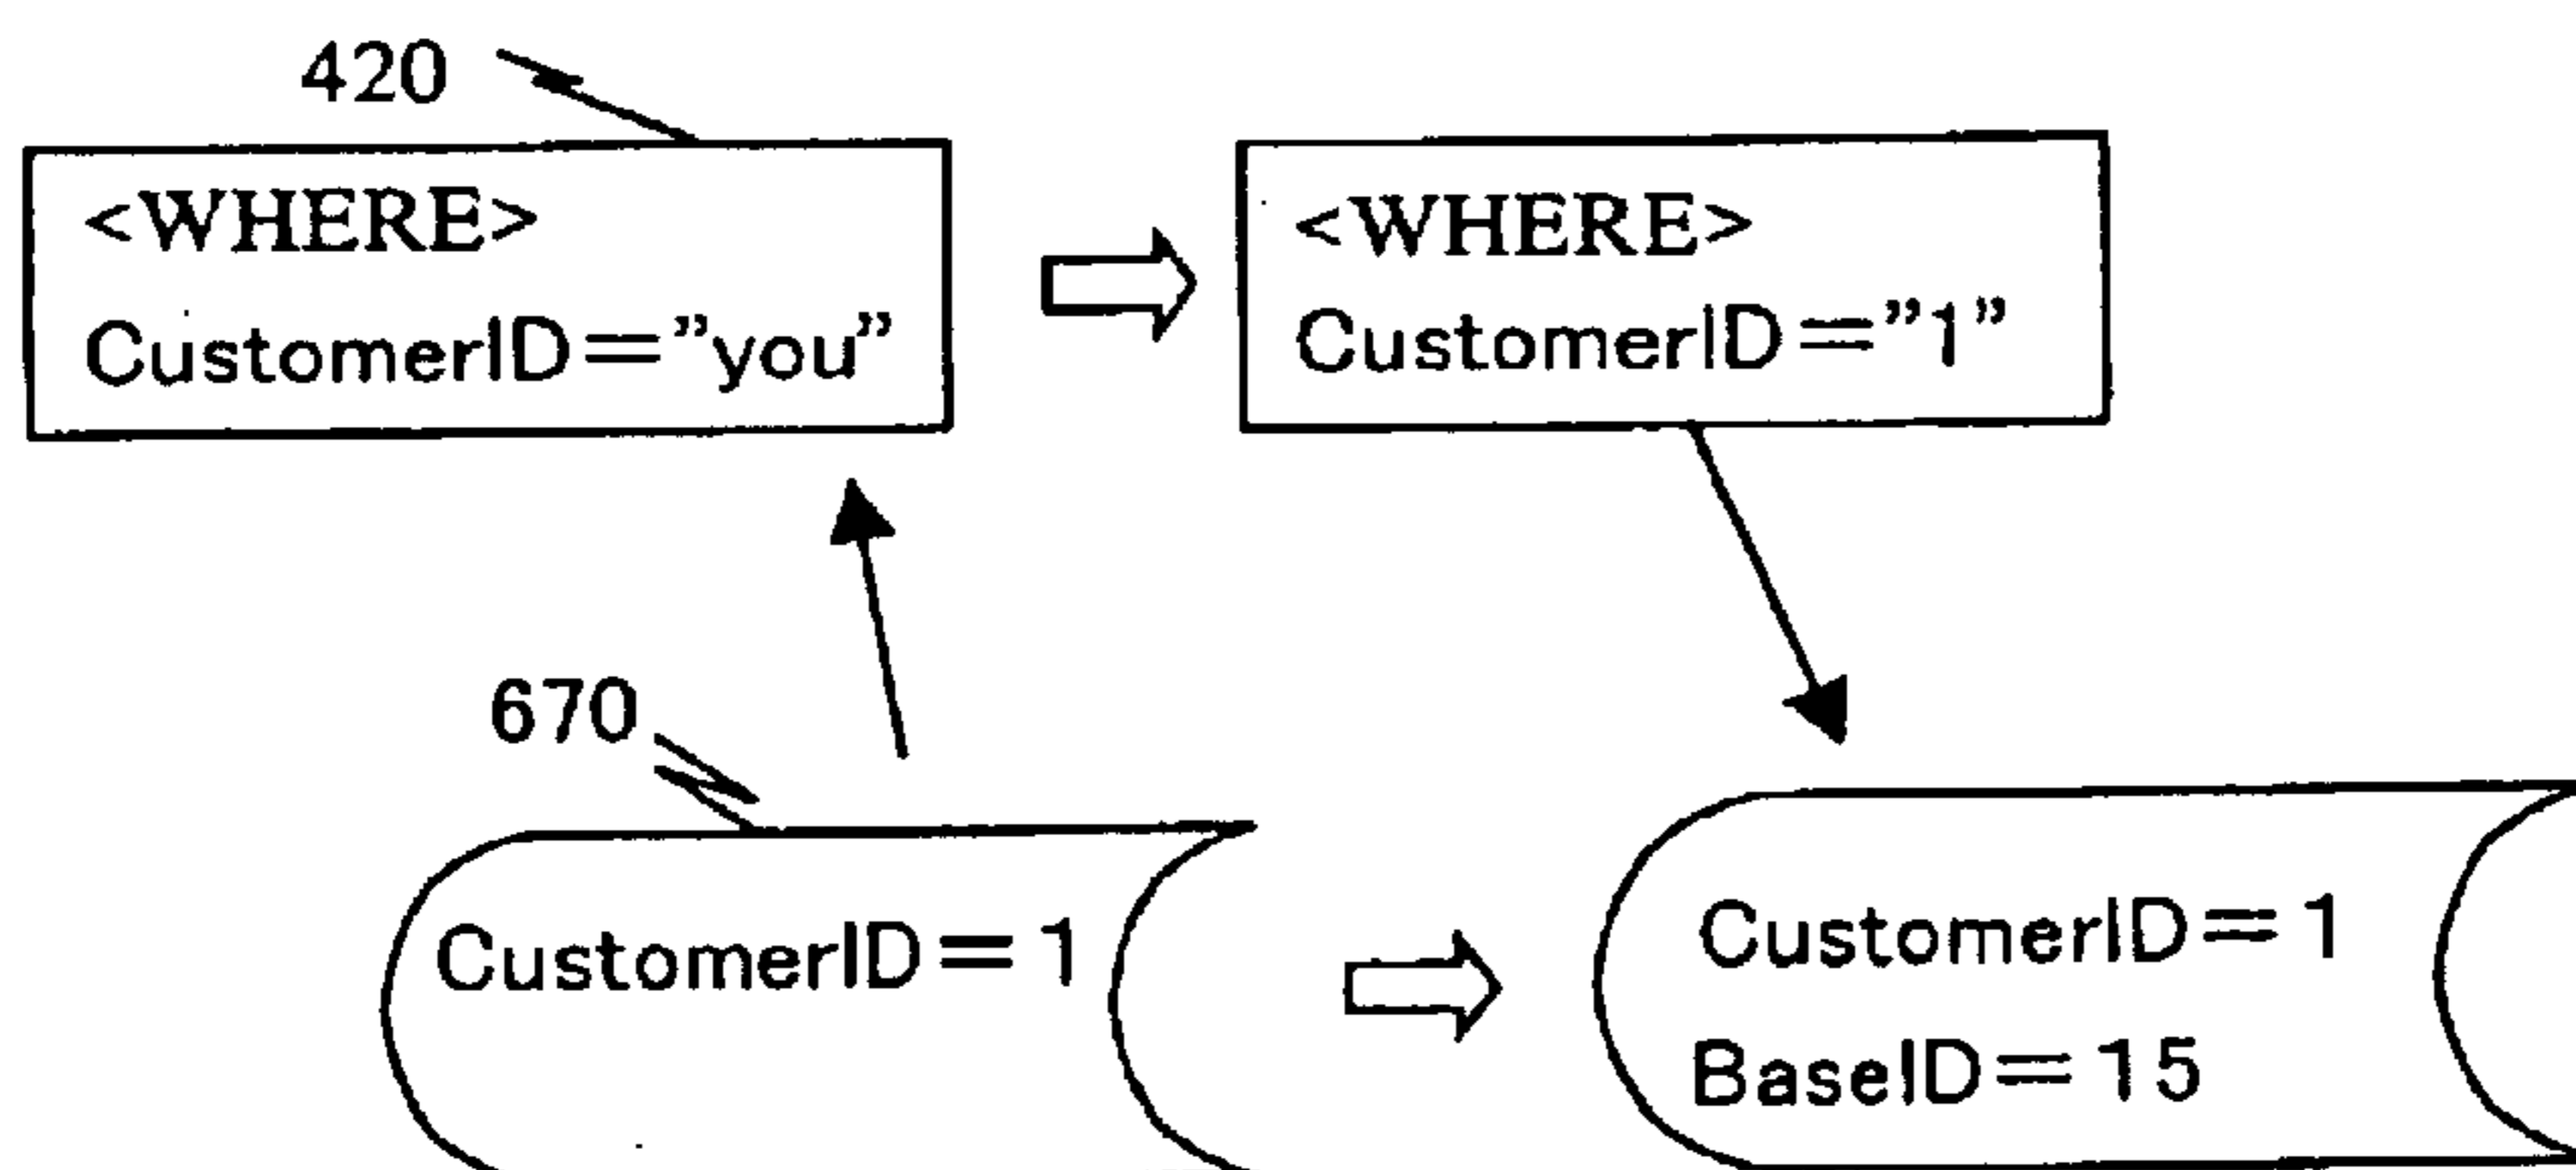 420
<WHERE>
CustomerID=”you”
<WHERE>
CustomerID=”1”
670
CustomerID=1
CustomerID=1
BaseID=15